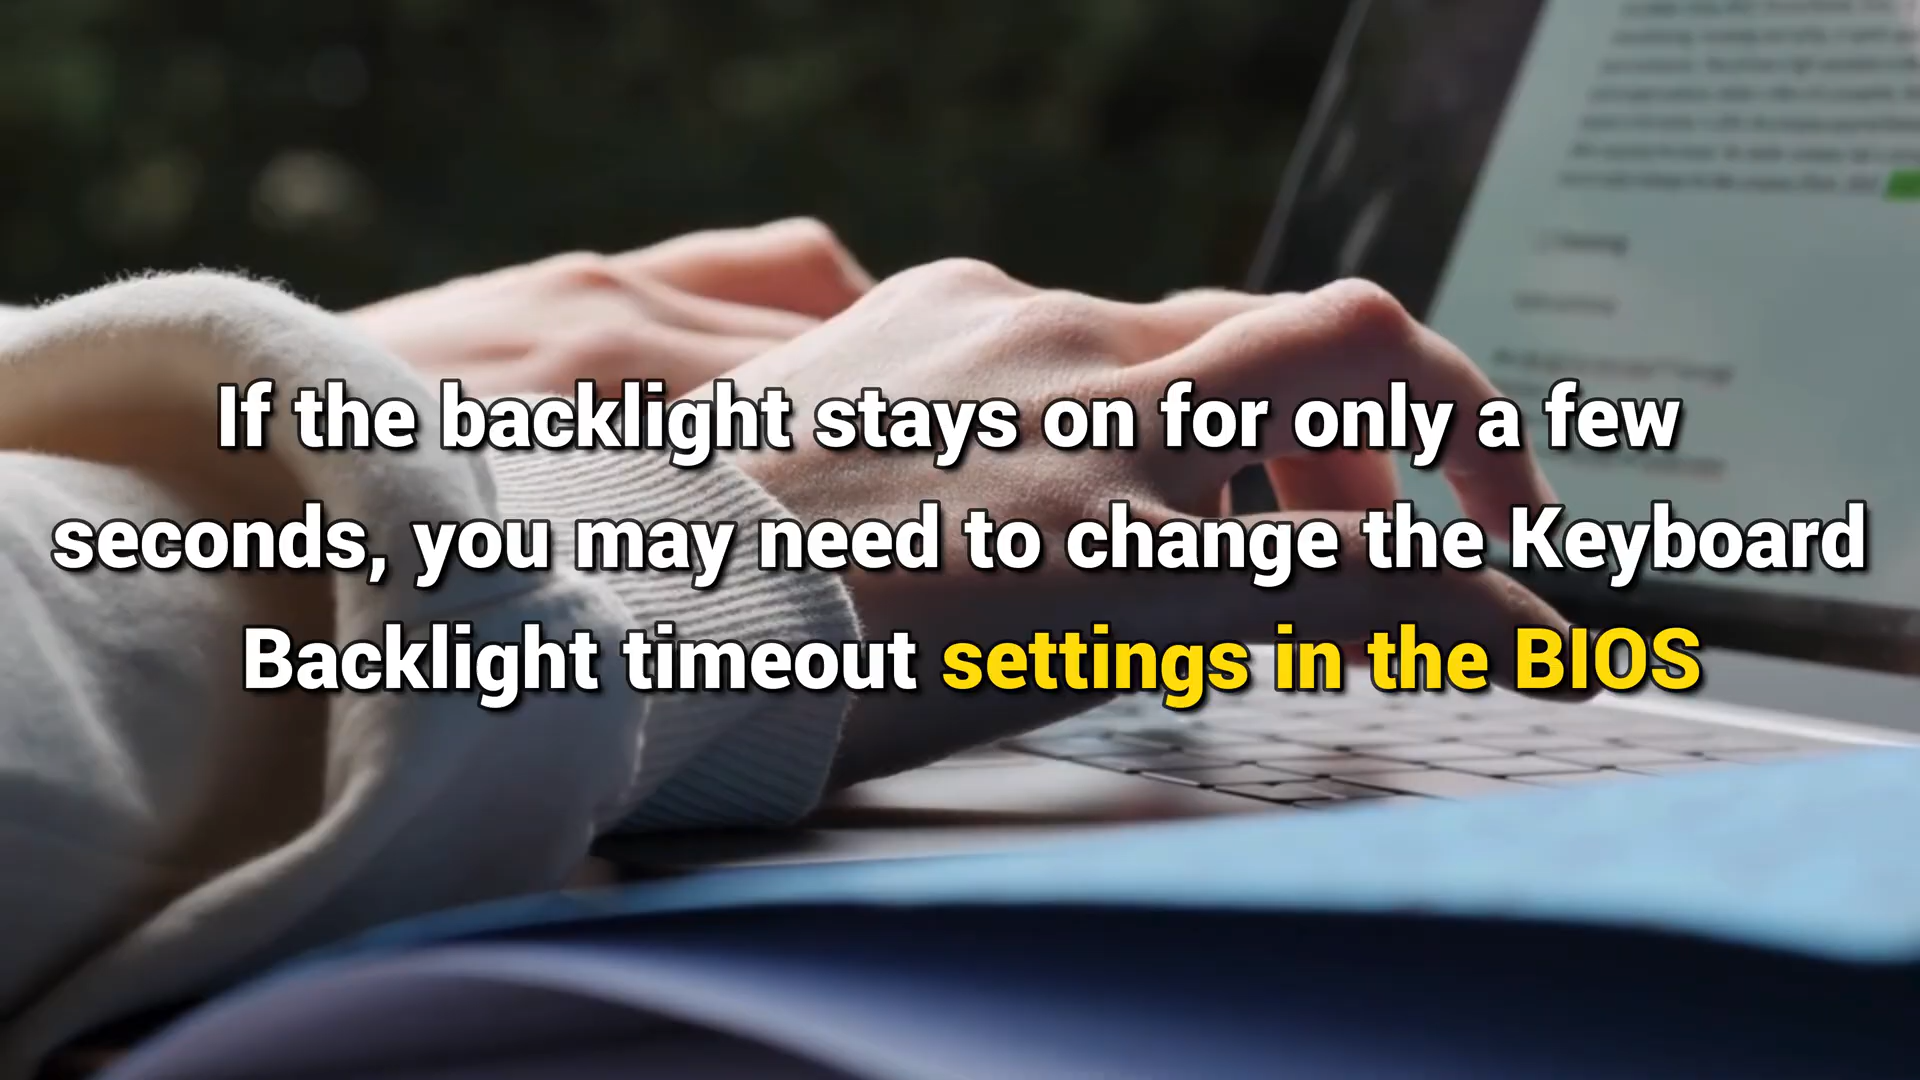 If the backlight stays on for only a few
seconds, you may need to change the Keyboard
Backlight timeout settings in the BIOS